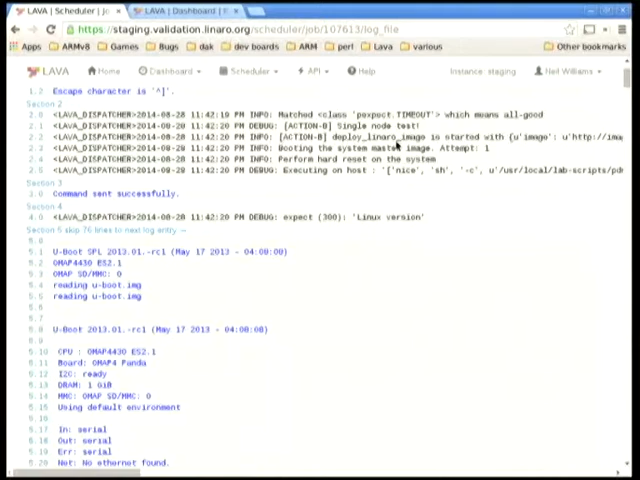 LAVA | Scheduler | jo
LAVA | Dashboard | B
https://staging.validation.linaro.org/scheduler/job/107613/log_file
Apps ARMv8 Games Bugs dak dev boards ARM perl Lava various Other bookmarks
LAVA Home Dashboard Scheduler API Help Instance: staging Neil Williams
1.2 Escape character is '^]'.
Section 2
2.0 <LAVA_DISPATCHER>2014-08-28 11:42:19 PM INFO: Matched <class 'pexpect.TIMEOUT'> which means all-good
2.1 <LAVA_DISPATCHER>2014-08-28 11:42:20 PM DEBUG: [ACTION-B] Single node test!
2.2 <LAVA_DISPATCHER>2014-08-28 11:42:20 PM INFO: [ACTION-B] deploy_linaro_image is started with {u'image': u'http://ima
2.3 <LAVA_DISPATCHER>2014-08-28 11:42:20 PM INFO: Booting the system master image. Attempt: 1
2.4 <LAVA_DISPATCHER>2014-08-28 11:42:20 PM INFO: Perform hard reset on the system
2.5 <LAVA_DISPATCHER>2014-08-28 11:42:20 PM DEBUG: Executing on host : '['nice', 'sh', '-c', u'/usr/local/lab-scripts/pd
Section 3
3.0 Command sent successfully.
Section 4
4.0 <LAVA_DISPATCHER>2014-08-28 11:42:20 PM DEBUG: expect (300): 'Linux version'
Section 5 skip 76 lines to next log entry
5.0
5.1 U-Boot SPL 2013.01.-rc1 (May 17 2013 - 04:00:00)
5.2 OMAP4430 ES2.1
5.3 OMAP SD/MMC: 0
5.4 reading u-boot.img
5.5 reading u-boot.img
5.6
5.7
5.8 U-Boot 2013.01.-rc1 (May 17 2013 - 04:00:00)
5.9
5.10 CPU : OMAP4430 ES2.1
5.11 Board: OMAP4 Panda
5.12 I2C: ready
5.13 DRAM: 1 GiB
5.14 MMC: OMAP SD/MMC: 0
5.15 Using default environment
5.16
5.17 In: serial
5.18 Out: serial
5.19 Err: serial
5.20 Net: No ethernet found.